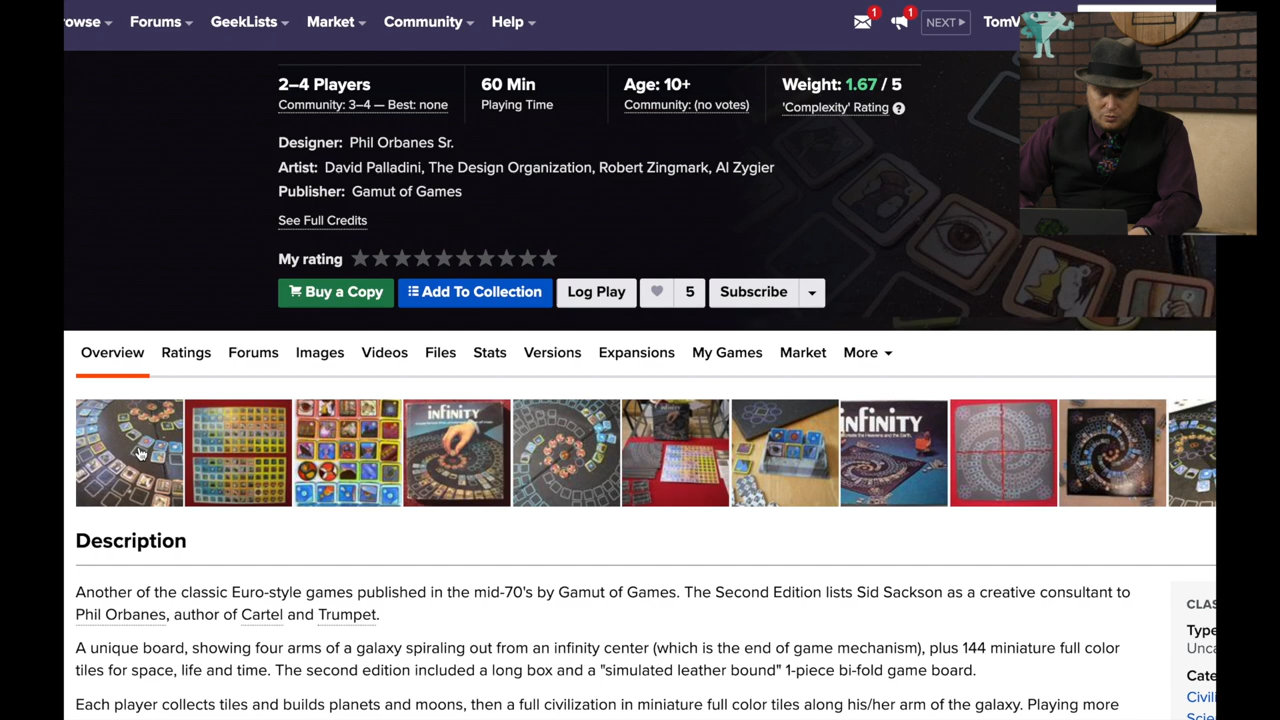 rowse Forums GeekLists Market Community Help 1 1 NEXT TomV
2–4 Players 60 Min Age: 10+ Weight: 1.67 / 5
Community: 3–4 — Best: none Playing Time Community: (no votes) 'Complexity' Rating ?
Designer: Phil Orbanes Sr.
Artist: David Palladini, The Design Organization, Robert Zingmark, Al Zygier
Publisher: Gamut of Games
See Full Credits
My rating
Buy a Copy Add To Collection Log Play 5 Subscribe
Overview Ratings Forums Images Videos Files Stats Versions Expansions My Games Market More
infinity
infinity
Description
Another of the classic Euro-style games published in the mid-70's by Gamut of Games. The Second Edition lists Sid Sackson as a creative consultant to
Phil Orbanes, author of Cartel and Trumpet.
A unique board, showing four arms of a galaxy spiraling out from an infinity center (which is the end of game mechanism), plus 144 miniature full color
tiles for space, life and time. The second edition included a long box and a "simulated leather bound" 1-piece bi-fold game board.
Each player collects tiles and builds planets and moons, then a full civilization in miniature full color tiles along his/her arm of the galaxy. Playing more
CLAS
Type
Unca
Cate
Civili
Scie